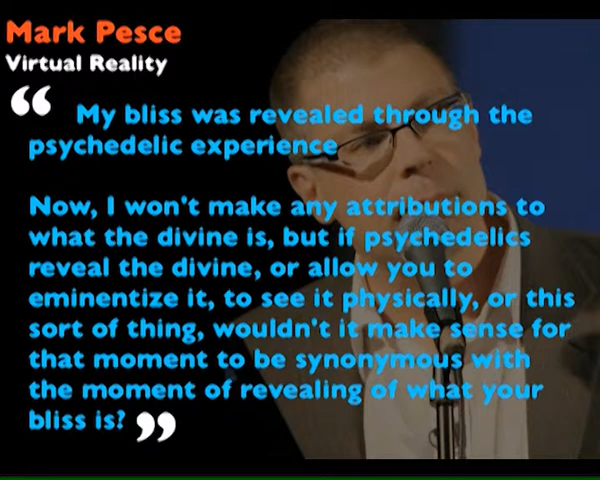 Mark Pesce
Virtual Reality
“ My bliss was revealed through the
psychedelic experience
Now, I won't make any attributions to
what the divine is, but if psychedelics
reveal the divine, or allow you to
eminentize it, to see it physically, or this
sort of thing, wouldn't it make sense for
that moment to be synonymous with
the moment of revealing of what your
bliss is? ”